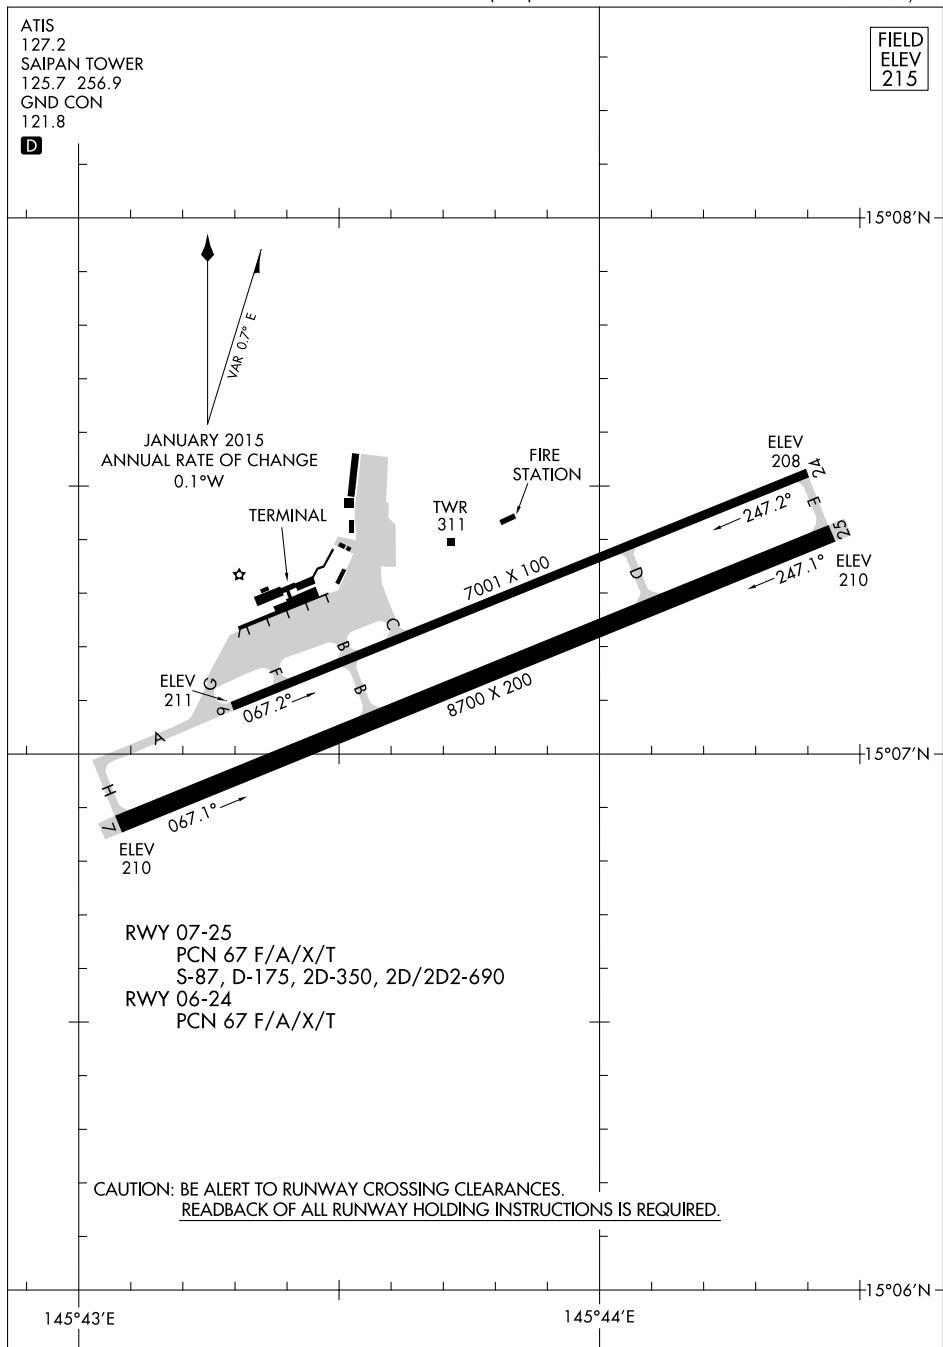 ATIS
127.2
SAIPAN TOWER
125.7 256.9
GND CON
121.8
D
FIELD
ELEV
215
15°08'N
VAR 0.7° E
JANUARY 2015
ANNUAL RATE OF CHANGE
0.1°W
TERMINAL
TWR
311
FIRE
STATION
ELEV
208
24
E
25
ELEV
210
247.2°
247.1°
7001 X 100
D
C
B
B
F
G
ELEV
211
6
067.2°
8700 X 200
A
H
7
067.1°
ELEV
210
15°07'N
RWY 07-25
PCN 67 F/A/X/T
S-87, D-175, 2D-350, 2D/2D2-690
RWY 06-24
PCN 67 F/A/X/T
CAUTION: BE ALERT TO RUNWAY CROSSING CLEARANCES.
READBACK OF ALL RUNWAY HOLDING INSTRUCTIONS IS REQUIRED.
15°06'N
145°43'E
145°44'E